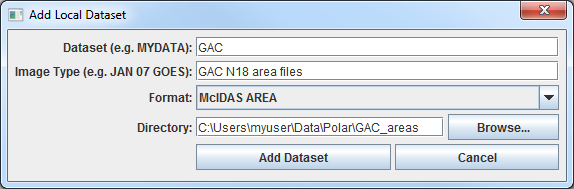 Add Local Dataset
Dataset (e.g. MYDATA): GAC
Image Type (e.g. JAN 07 GOES): GAC N18 area files
Format: McIDAS AREA
Directory: C:\Users\myuser\Data\Polar\GAC_areas Browse...
Add Dataset Cancel